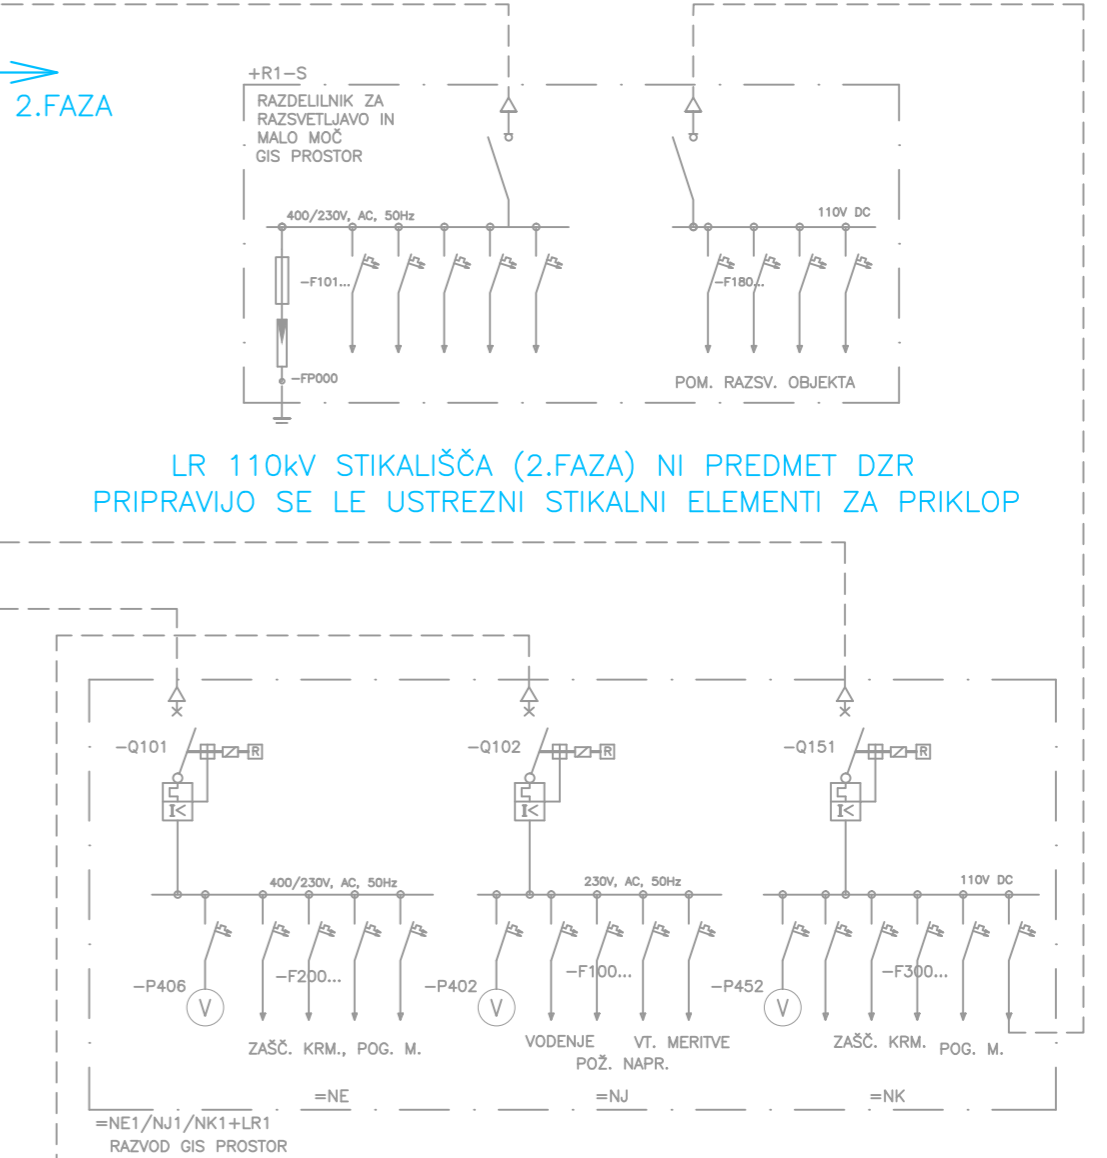 2.FAZA
+R1-S
RAZDELILNIK ZA
RAZSVETLJAVO IN
MALO MOČ
GIS PROSTOR
400/230V, AC, 50Hz
110V DC
-F101...
-F180...
-FP000
POM. RAZSV. OBJEKTA
LR 110kV STIKALIŠČA (2.FAZA) NI PREDMET DZR
PRIPRAVIJO SE LE USTREZNI STIKALNI ELEMENTI ZA PRIKLOP
-Q101
R
I<
-Q102
R
I<
-Q151
R
I<
400/230V, AC, 50Hz
230V, AC, 50Hz
110V DC
-P406
V
-F200...
-P402
V
-F100...
-P452
V
-F300...
ZAŠČ. KRM., POG. M.
VODENJE
VT. MERITVE
POŽ. NAPR.
ZAŠČ. KRM.
POG. M.
=NE
=NJ
=NK
=NE1/NJ1/NK1+LR1
RAZVOD GIS PROSTOR